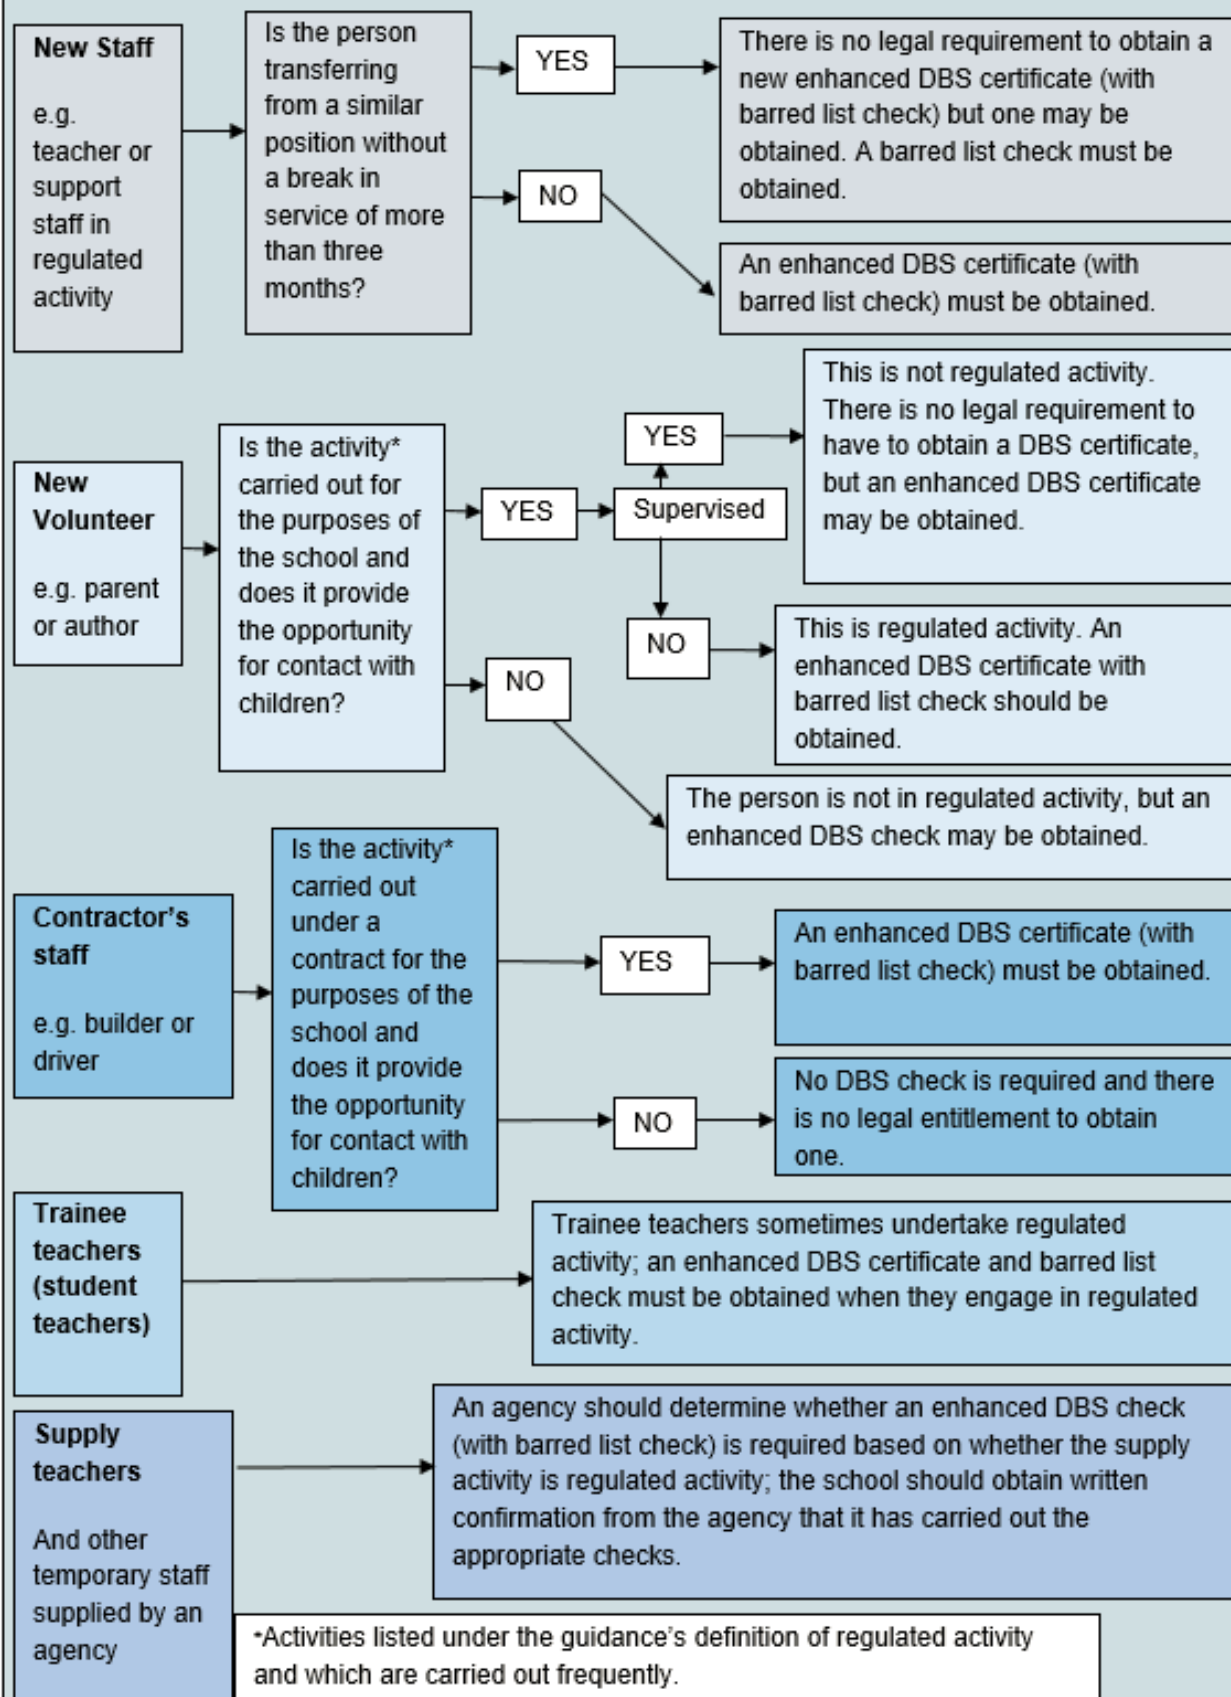 New Staff
e.g.
teacher or
support
staff in
regulated
activity
Is the person
transferring
from a similar
position without
a break in
service of more
than three
months?
YES
There is no legal requirement to obtain a
new enhanced DBS certificate (with
barred list check) but one may be
obtained. A barred list check must be
obtained.
NO
An enhanced DBS certificate (with
barred list check) must be obtained.
New
Volunteer
e.g. parent
or author
Is the activity*
carried out for
the purposes of
the school and
does it provide
the opportunity
for contact with
children?
YES
Supervised
YES
This is not regulated activity.
There is no legal requirement to
have to obtain a DBS certificate,
but an enhanced DBS certificate
may be obtained.
NO
This is regulated activity. An
enhanced DBS certificate with
barred list check should be
obtained.
NO
The person is not in regulated activity, but an
enhanced DBS check may be obtained.
Contractor's
staff
e.g. builder or
driver
Is the activity*
carried out
under a
contract for the
purposes of the
school and
does it provide
the opportunity
for contact with
children?
YES
An enhanced DBS certificate (with
barred list check) must be obtained.
NO
No DBS check is required and there
is no legal entitlement to obtain
one.
Trainee
teachers
(student
teachers)
Trainee teachers sometimes undertake regulated
activity; an enhanced DBS certificate and barred list
check must be obtained when they engage in regulated
activity.
Supply
teachers
And other
temporary staff
supplied by an
agency
An agency should determine whether an enhanced DBS check
(with barred list check) is required based on whether the supply
activity is regulated activity; the school should obtain written
confirmation from the agency that it has carried out the
appropriate checks.
*Activities listed under the guidance's definition of regulated activity
and which are carried out frequently.